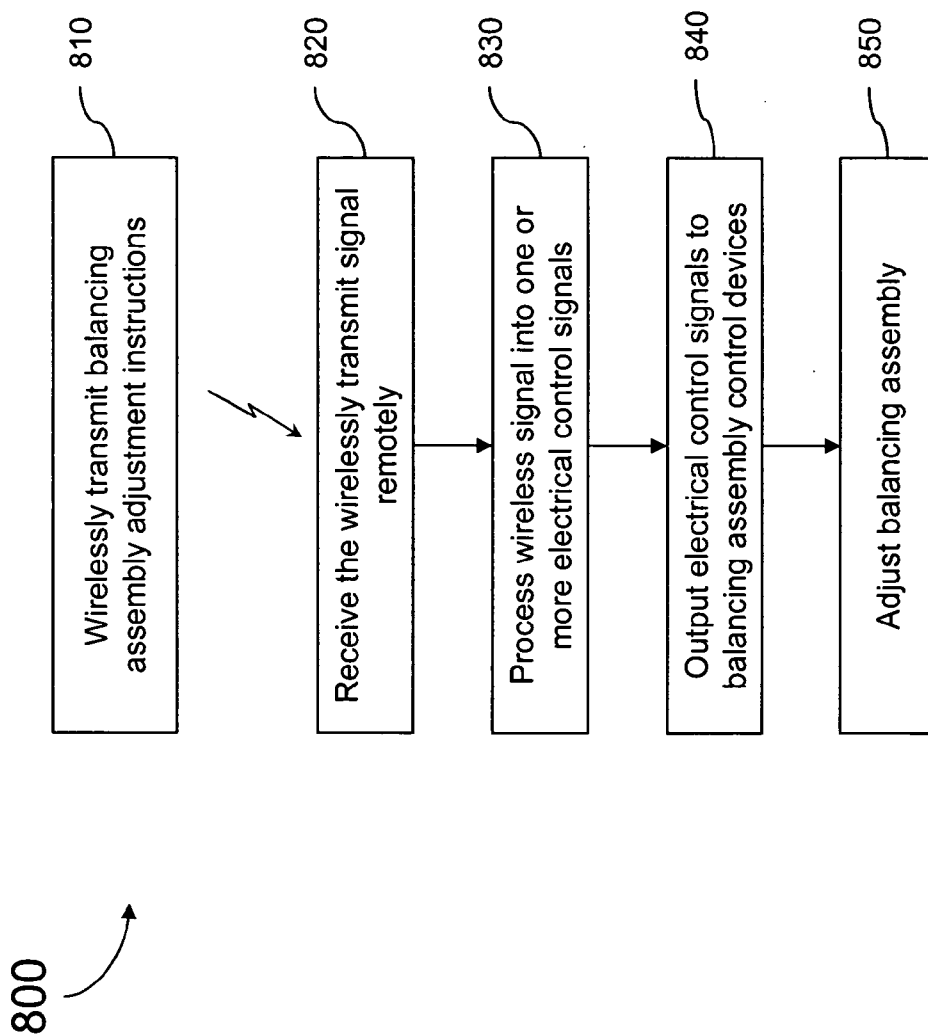 800
Wirelessly transmit balancing
assembly adjustment instructions
810
Receive the wirelessly transmit signal
remotely
820
Process wireless signal into one or
more electrical control signals
830
Output electrical control signals to
balancing assembly control devices
840
Adjust balancing assembly
850